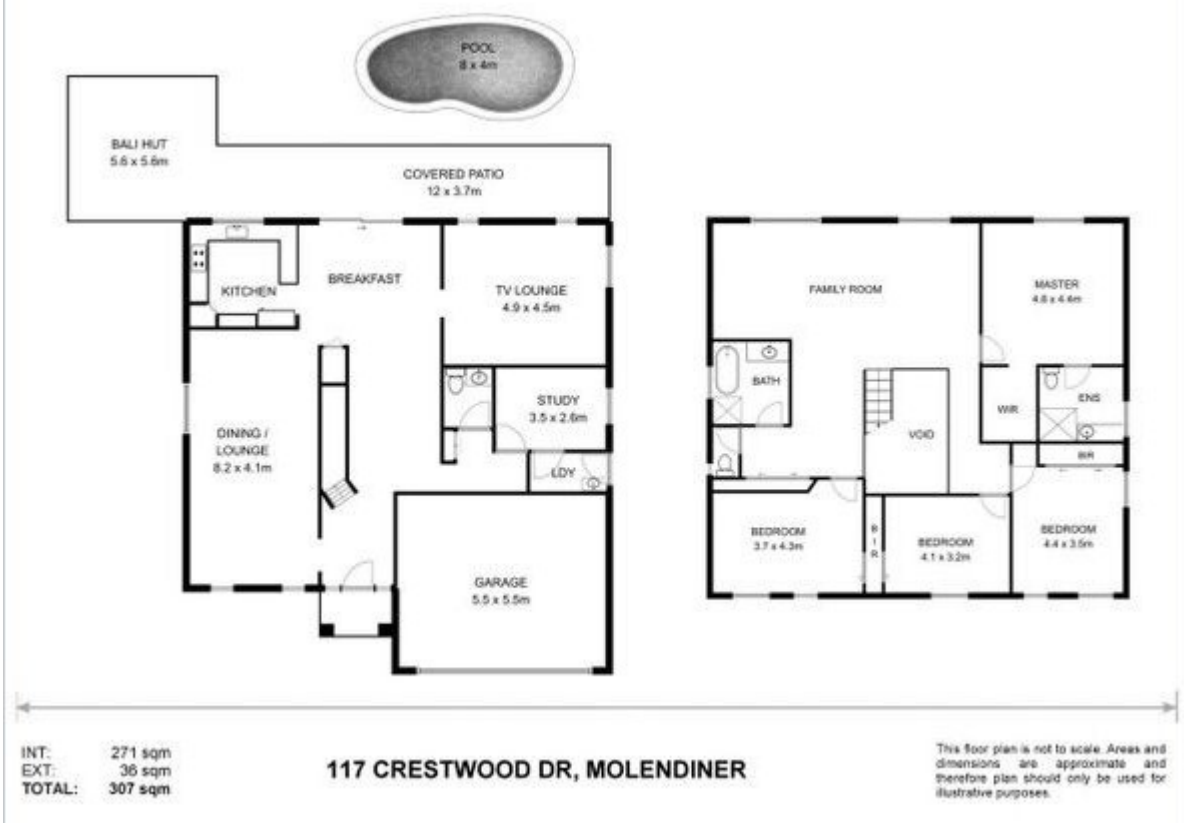 POOL
8 x 4m
BALI HUT
5.6 x 5.6m
COVERED PATIO
12 x 3.7m
KITCHEN
BREAKFAST
TV LOUNGE
4.9 x 4.5m
DINING /
LOUNGE
8.2 x 4.1m
STUDY
3.5 x 2.6m
LDY
GARAGE
5.5 x 5.5m
FAMILY ROOM
MASTER
4.6 x 4.4m
BATH
WIR
ENS
VOID
BIR
BEDROOM
3.7 x 4.3m
B
I
R
BEDROOM
4.1 x 3.2m
BEDROOM
4.4 x 3.5m
INT: 271 sqm
EXT: 36 sqm
TOTAL: 307 sqm
117 CRESTWOOD DR, MOLENDINER
This floor plan is not to scale. Areas and
dimensions are approximate and
therefore plan should only be used for
illustrative purposes.